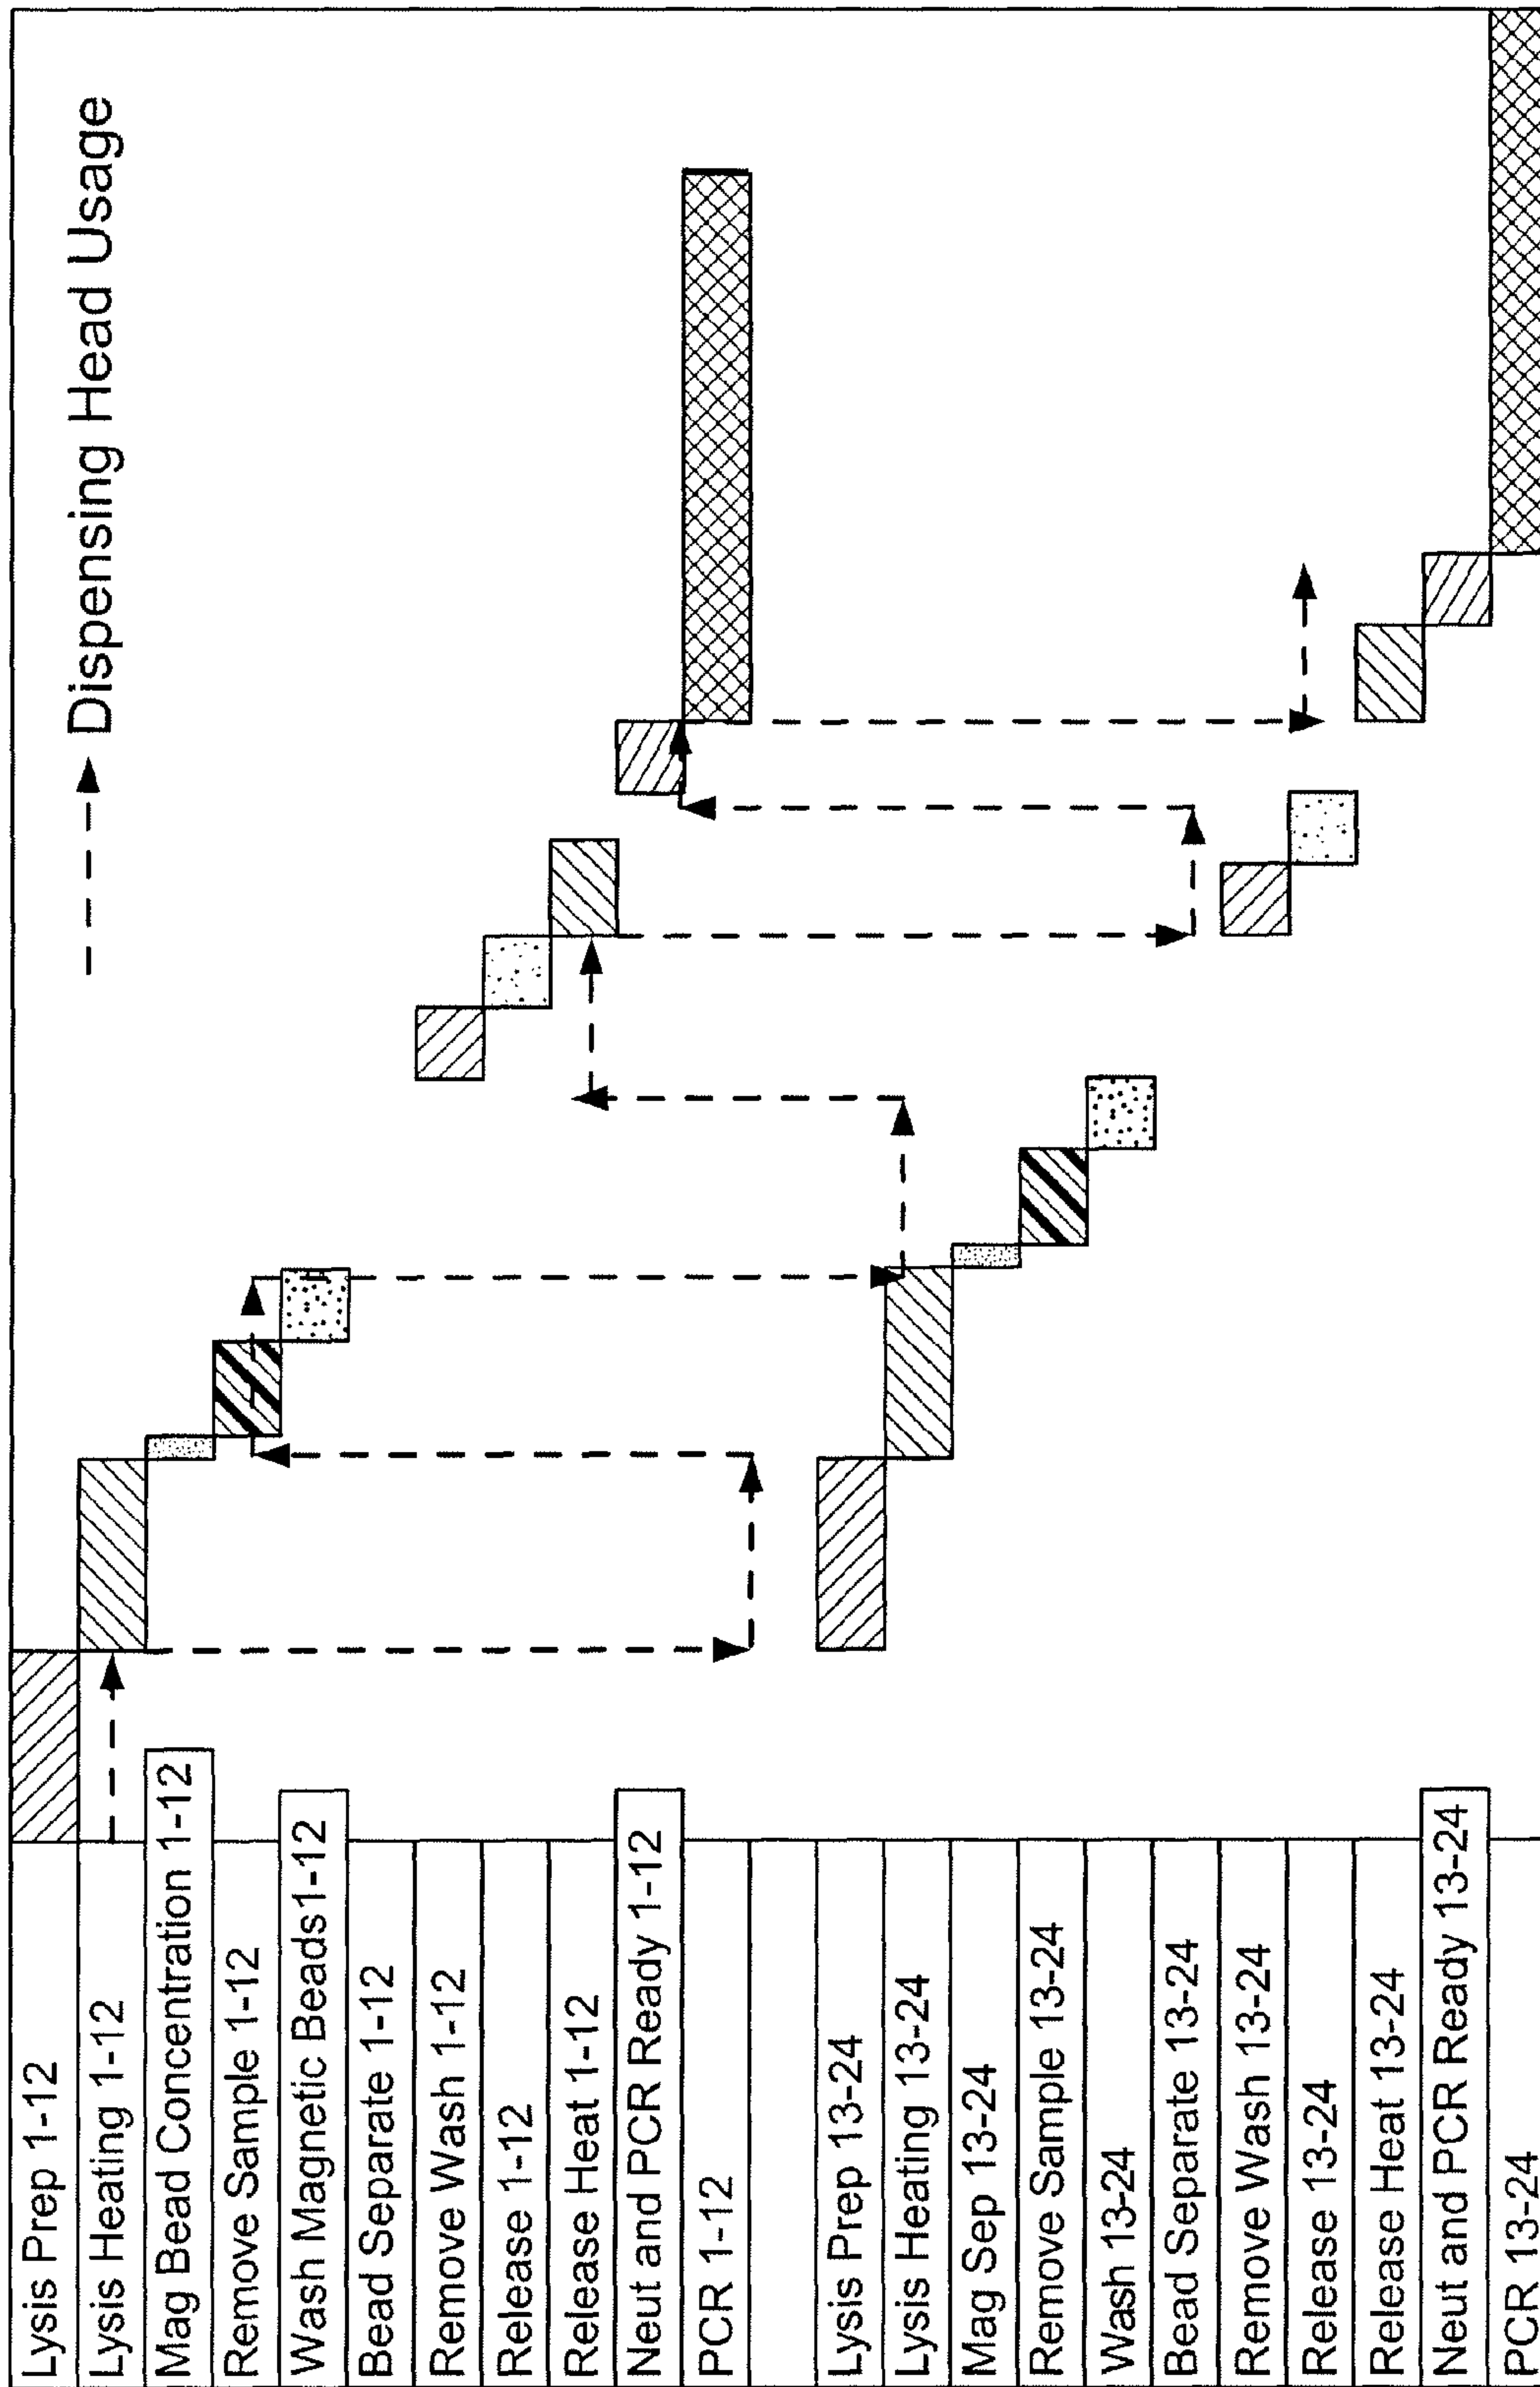 Dispensing Head Usage
Lysis Prep 1-12
Lysis Heating 1-12
Mag Bead Concentration 1-12
Remove Sample 1-12
Wash Magnetic Beads1-12
Bead Separate 1-12
Remove Wash 1-12
Release 1-12
Release Heat 1-12
Neut and PCR Ready 1-12
PCR 1-12
Lysis Prep 13-24
Lysis Heating 13-24
Mag Sep 13-24
Remove Sample 13-24
Wash 13-24
Bead Separate 13-24
Remove Wash 13-24
Release 13-24
Release Heat 13-24
Neut and PCR Ready 13-24
PCR 13-24